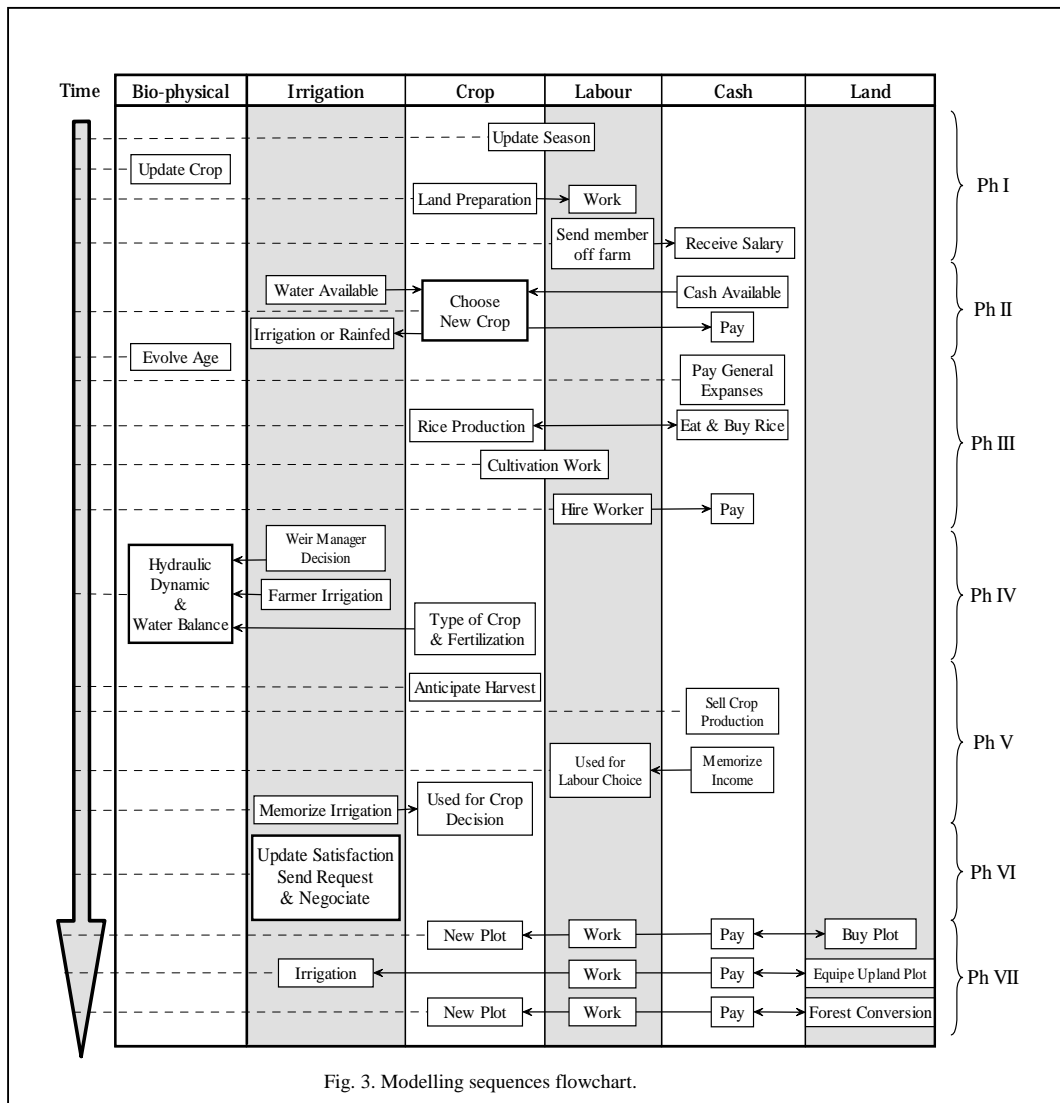 Time
Bio-physical
Irrigation
Crop
Labour
Cash
Land
Update Season
Update Crop
Ph I
Land Preparation
Work
Send member
off farm
Receive Salary
Water Available
Choose
New Crop
Cash Available
Ph II
Irrigation or Rainfed
Pay
Evolve Age
Pay General
Expanses
Rice Production
Eat & Buy Rice
Ph III
Cultivation Work
Hire Worker
Pay
Weir Manager
Decision
Hydraulic
Dynamic
&
Water Balance
Farmer Irrigation
Ph IV
Type of Crop
& Fertilization
Anticipate Harvest
Sell Crop
Production
Ph V
Used for
Labour Choice
Memorize
Income
Memorize Irrigation
Used for Crop
Decision
Update Satisfaction
Send Request
& Negociate
Ph VI
New Plot
Work
Pay
Buy Plot
Irrigation
Work
Pay
Equipe Upland Plot
Ph VII
New Plot
Work
Pay
Forest Conversion
Fig. 3. Modelling sequences flowchart.